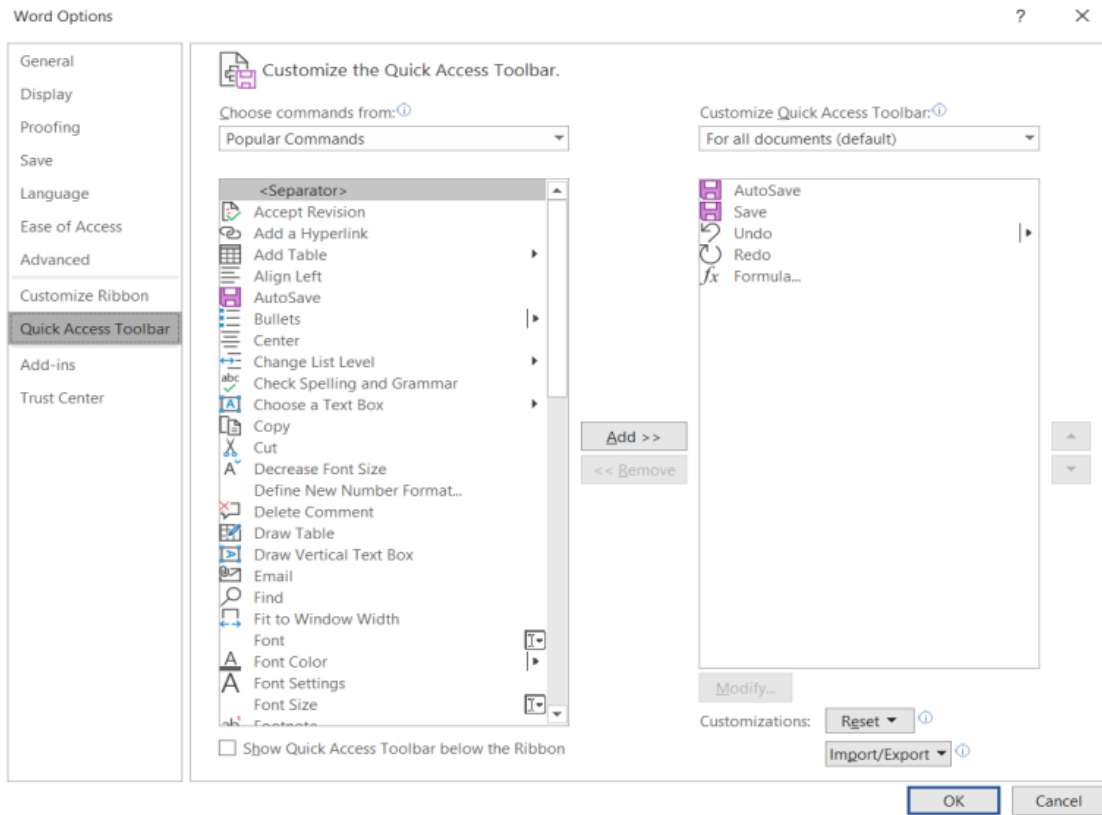 Word Options
?
General
Display
Proofing
Save
Language
Ease of Access
Advanced
Customize Ribbon
Quick Access Toolbar
Add-ins
Trust Center
Customize the Quick Access Toolbar.
Choose commands from:
Popular Commands
<Separator>
Accept Revision
Add a Hyperlink
Add Table
Align Left
AutoSave
Bullets
Center
Change List Level
abc Check Spelling and Grammar
Choose a Text Box
Copy
Cut
Decrease Font Size
Define New Number Format...
Delete Comment
Draw Table
Draw Vertical Text Box
Email
Find
Fit to Window Width
Font
Font Color
Font Settings
Font Size
Footnote
Show Quick Access Toolbar below the Ribbon
Add >>
<< Remove
Customize Quick Access Toolbar:
For all documents (default)
AutoSave
Save
Undo
Redo
fx Formula...
Modify...
Customizations: Reset
Import/Export
OK
Cancel